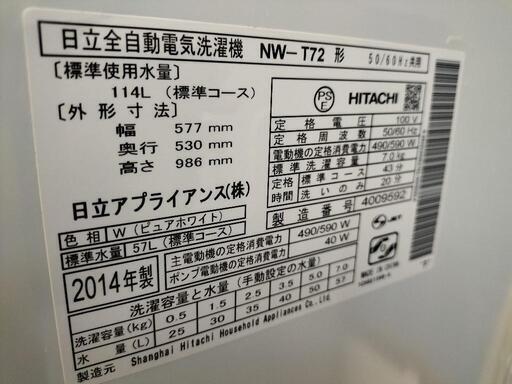 日立全自動電気洗濯機 NW-T72 形 50/60Hz共用
[標準使用水量]
114L (標準コース)
[外形寸法]
幅 577 mm
奥行 530 mm
高さ 986 mm
日立アプライアンス(株)
PS
E
HITACHI
定格電圧 100 V
定格周波数 50/60 Hz
電動機の定格消費電力 490/590 W
標準洗濯容量 7.0kg
定格時間 標準コース 43分
洗いのみ 20分
製造番号 4009592
色相 W (ピュアホワイト)
標準水量 57L (標準コース)
2014年製
主電動機の定格消費電力 490/590 W
ポンプ電動機の定格消費電力 40 W
JET
MADE IN CHINA
洗濯容量と水量 (手動設定の水量)
洗濯容量(kg) 0.5 1.5 2.5 3.5 5.0 7.0
水量(L) 25 30 35 40 50 57
製造元 Shanghai Hitachi Household Appliances Co.,Ltd.